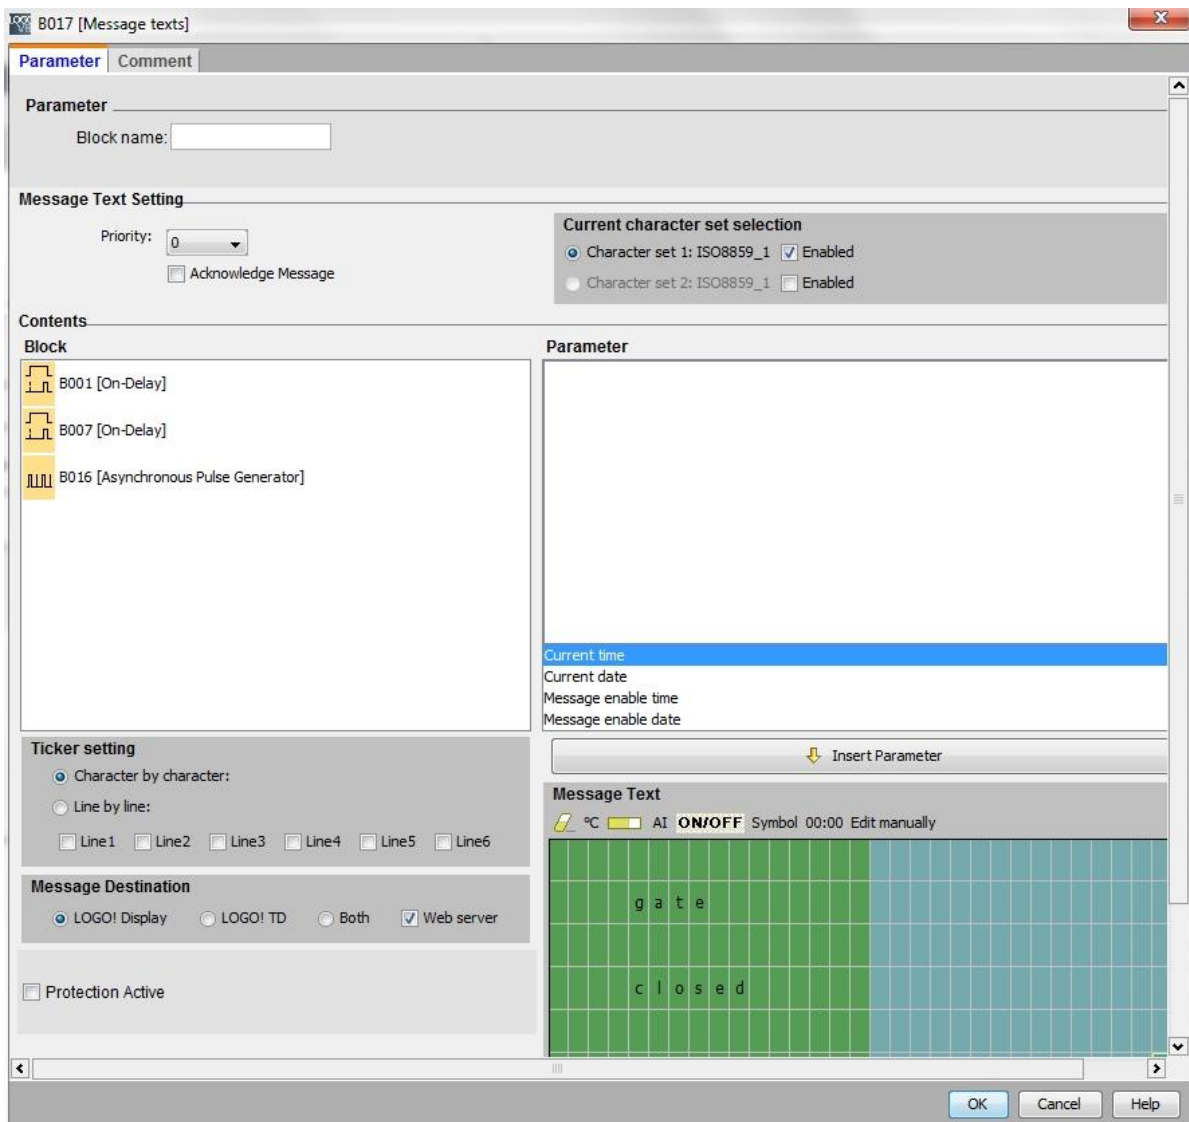 B017 [Message texts]
Parameter Comment
Parameter
Block name:
Message Text Setting
Priority: 0
Acknowledge Message
Current character set selection
Character set 1: ISO8859_1 Enabled
Character set 2: ISO8859_1 Enabled
Contents
Block
B001 [On-Delay]
B007 [On-Delay]
B016 [Asynchronous Pulse Generator]
Parameter
Current time
Current date
Message enable time
Message enable date
Insert Parameter
Ticker setting
Character by character:
Line by line:
Line1 Line2 Line3 Line4 Line5 Line6
Message Destination
LOGO! Display LOGO! TD Both Web server
Protection Active
Message Text
ºC AI ON/OFF Symbol 00:00 Edit manually
gate
closed
OK Cancel Help